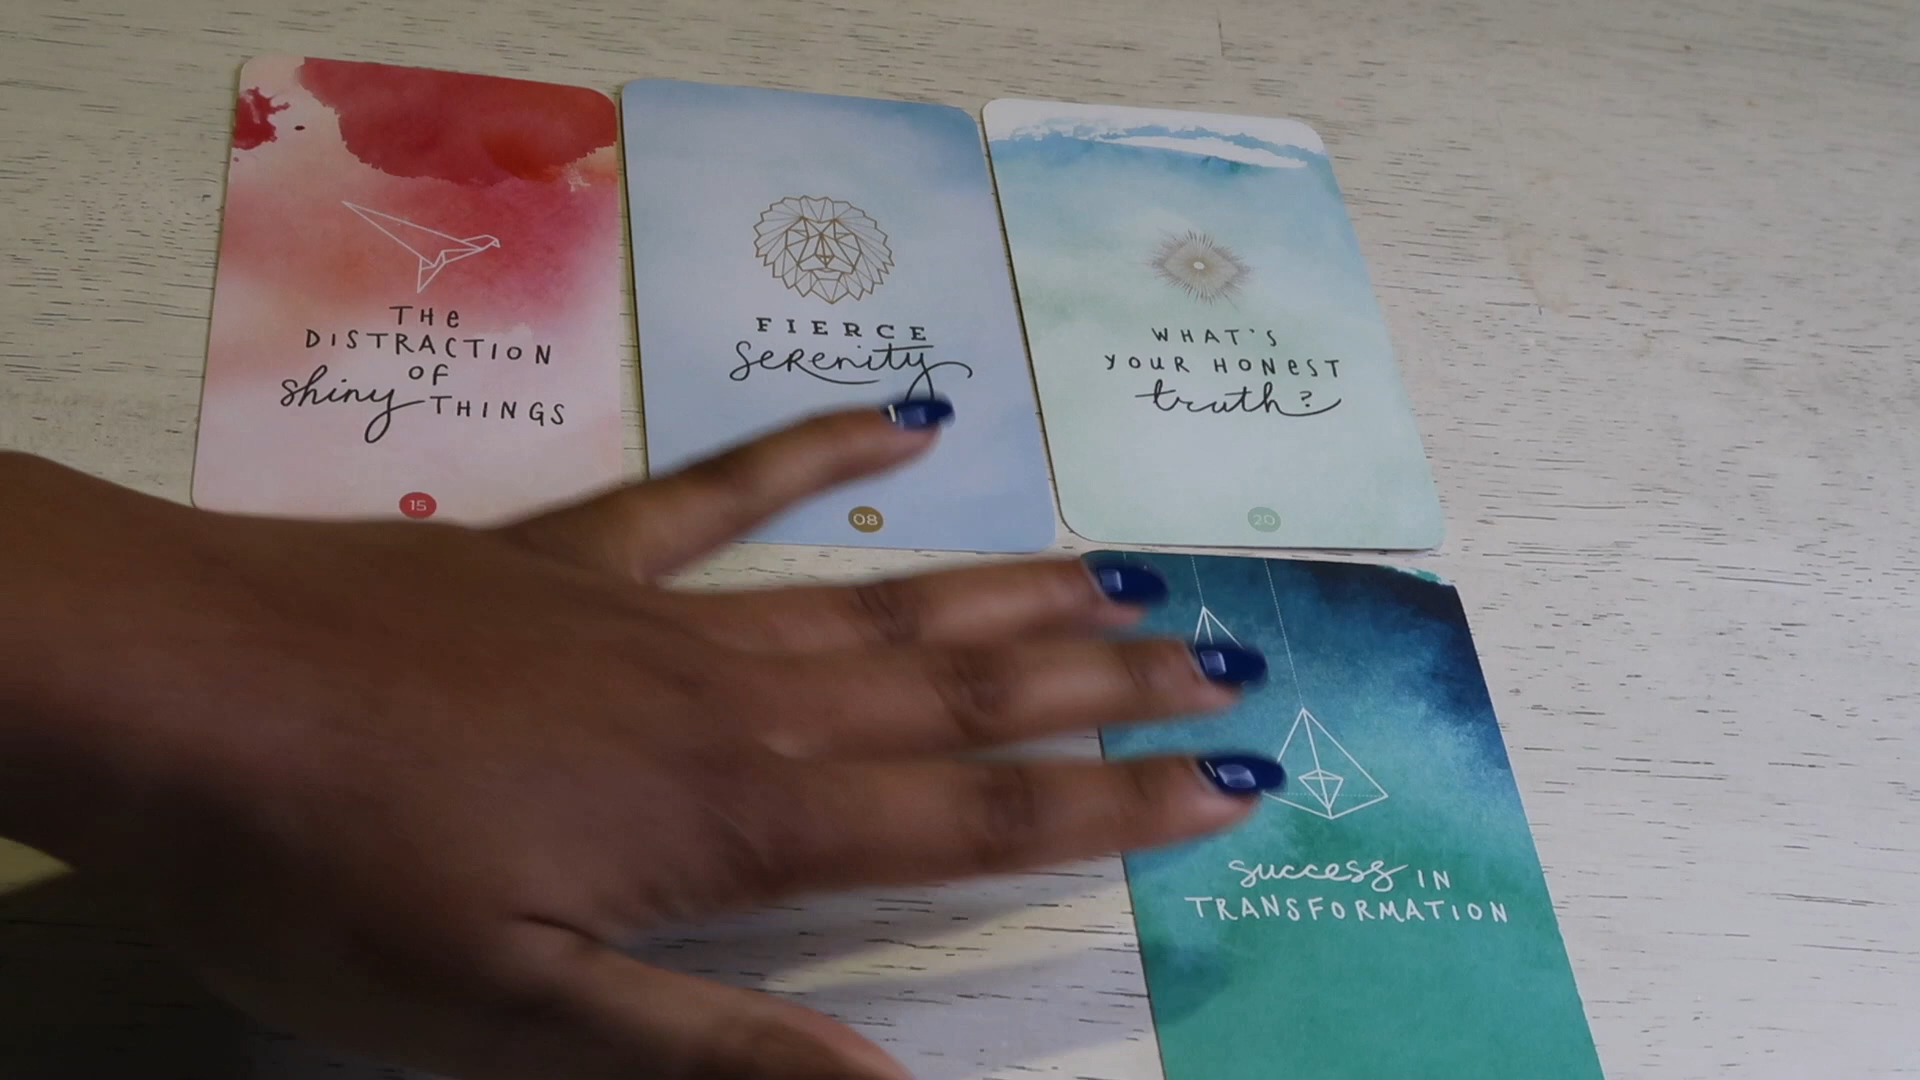 THE
DISTRACTION
OF
shiny THINGS
15
FIERCE
serenity
08
WHAT'S
YOUR HONEST
truth?
20
success IN
TRANSFORMATION